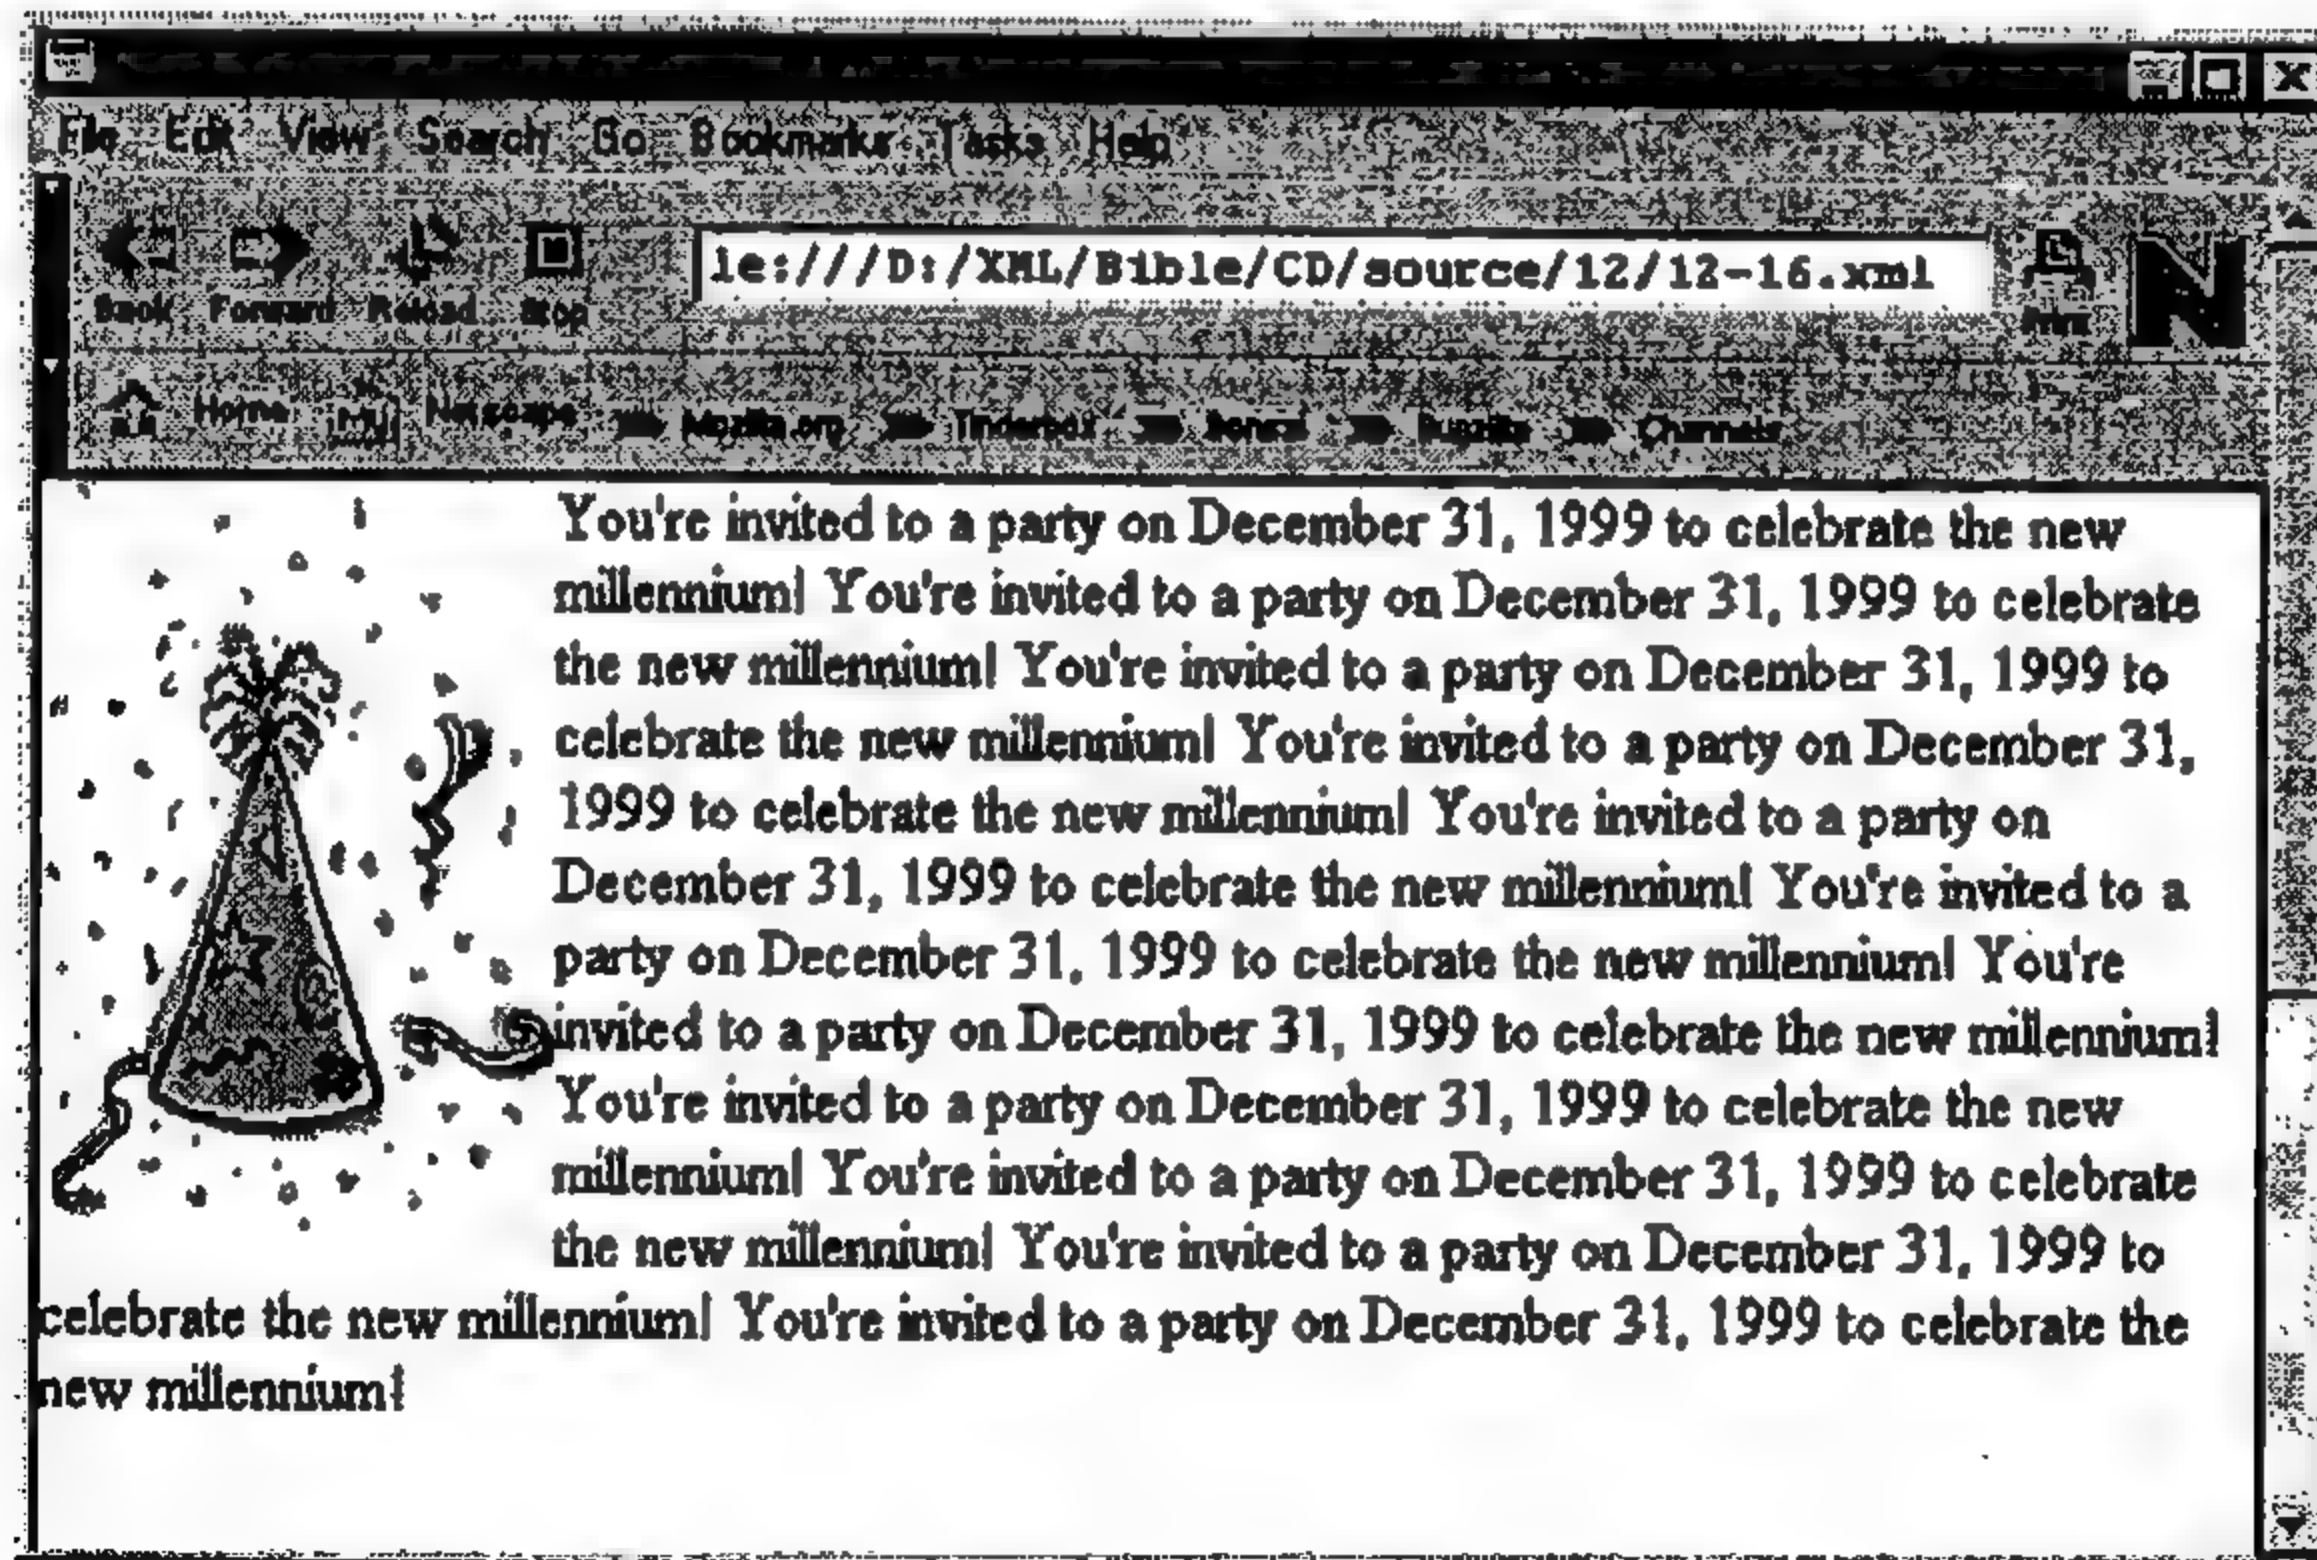 File Edit View Search Go Bookmarks Tasks Help
le:///D:/XML/Bible/CD/source/12/12-16.xml
Back Forward Reload Stop Print
N
Home My Netscape Mozilla.org Tinderbox Bonsai Bugzilla Channels
You're invited to a party on December 31, 1999 to celebrate the new
millennium! You're invited to a party on December 31, 1999 to celebrate
the new millennium! You're invited to a party on December 31, 1999 to
celebrate the new millennium! You're invited to a party on December 31,
1999 to celebrate the new millennium! You're invited to a party on
December 31, 1999 to celebrate the new millennium! You're invited to a
party on December 31, 1999 to celebrate the new millennium! You're
invited to a party on December 31, 1999 to celebrate the new millennium!
You're invited to a party on December 31, 1999 to celebrate the new
millennium! You're invited to a party on December 31, 1999 to celebrate
the new millennium! You're invited to a party on December 31, 1999 to
celebrate the new millennium! You're invited to a party on December 31, 1999 to celebrate the
new millennium!